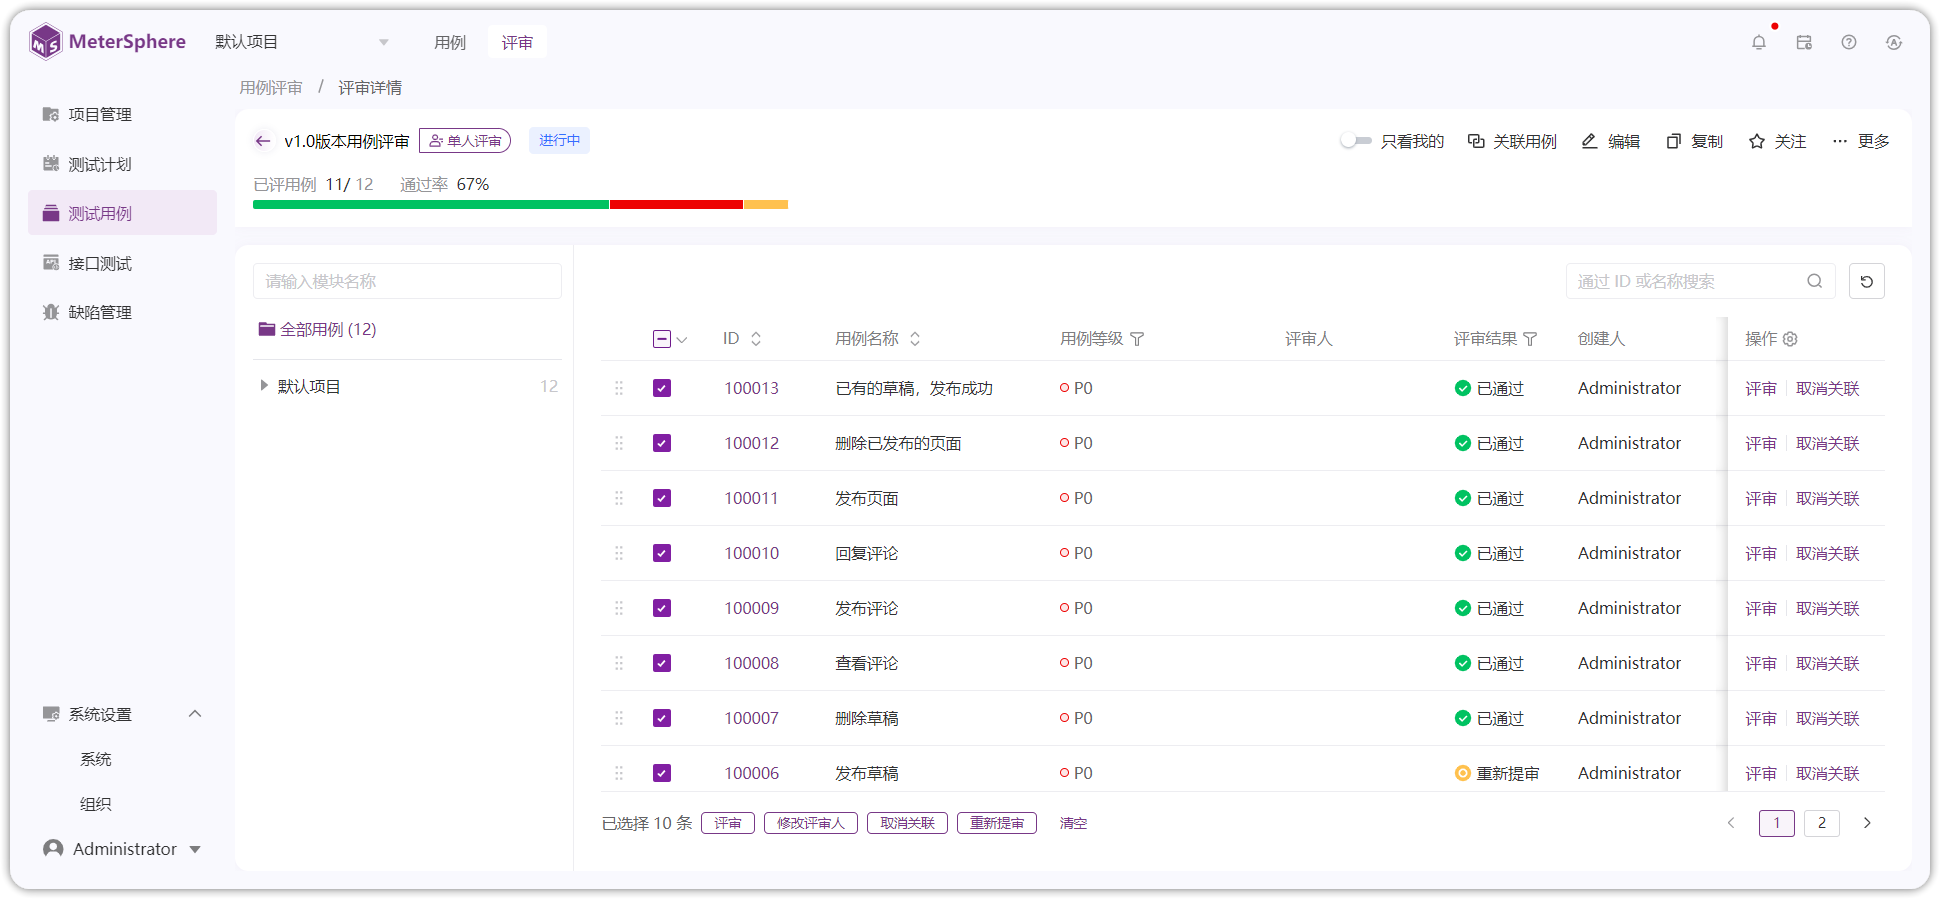 MeterSphere 默认项目 用例 评审
用例评审 / 评审详情
项目管理
测试计划
测试用例
接口测试
缺陷管理
系统设置
系统
组织
Administrator
v1.0版本用例评审 单人评审 进行中
只看我的 关联用例 编辑 复制 关注 更多
已评用例 11/ 12 通过率 67%
请输入模块名称
全部用例 (12)
默认项目 12
通过 ID 或名称搜索
ID 用例名称 用例等级 评审人 评审结果 创建人 操作
100013 已有的草稿，发布成功 P0 已通过 Administrator 评审 取消关联
100012 删除已发布的页面 P0 已通过 Administrator 评审 取消关联
100011 发布页面 P0 已通过 Administrator 评审 取消关联
100010 回复评论 P0 已通过 Administrator 评审 取消关联
100009 发布评论 P0 已通过 Administrator 评审 取消关联
100008 查看评论 P0 已通过 Administrator 评审 取消关联
100007 删除草稿 P0 已通过 Administrator 评审 取消关联
100006 发布草稿 P0 重新提审 Administrator 评审 取消关联
已选择 10 条 评审 修改评审人 取消关联 重新提审 清空
1 2